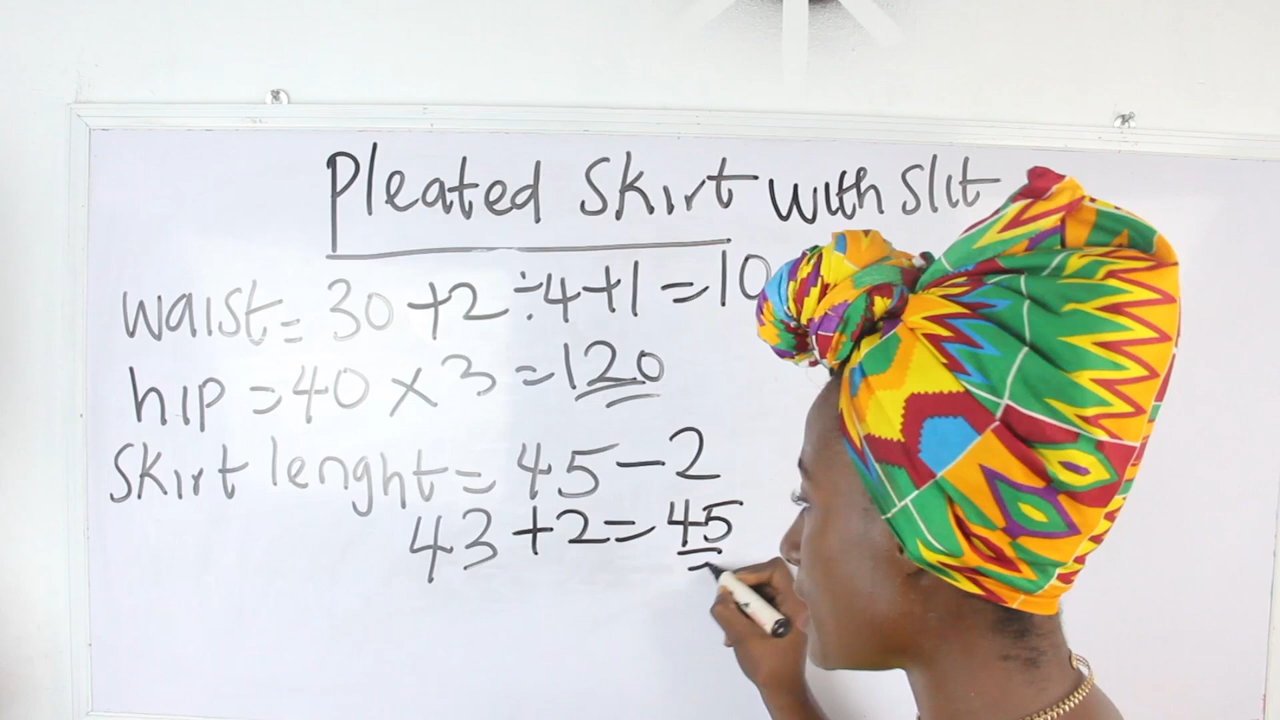 Pleated Skirt with slit
waist = 30 +2 ÷4+1 =10
hip = 40 × 3 = 120
Skirt lenght = 45 - 2
43 +2 = 45